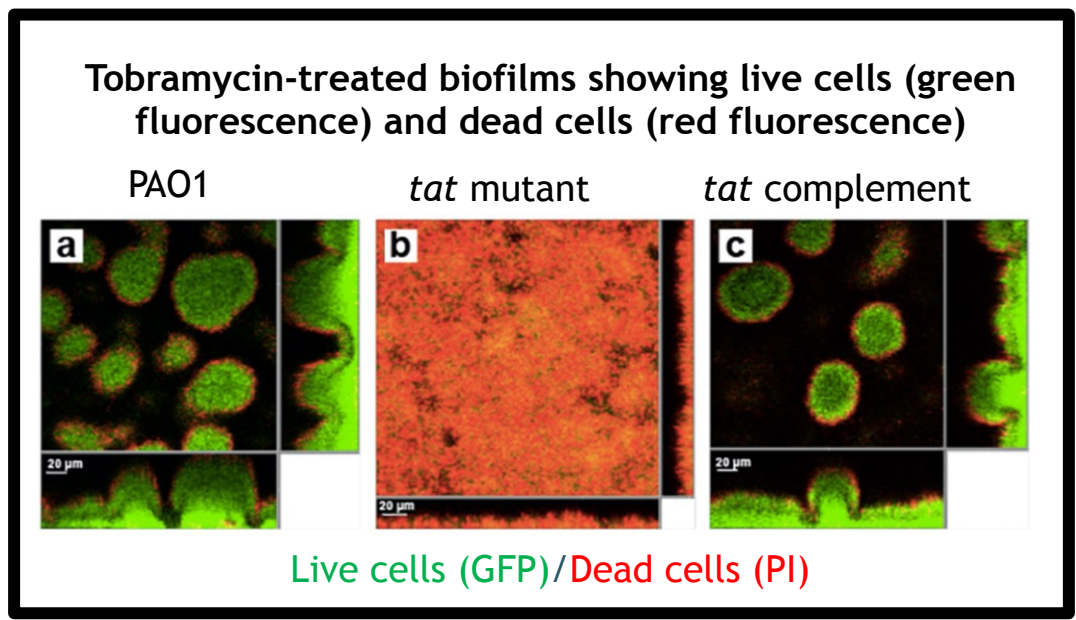 Tobramycin-treated biofilms showing live cells (green
fluorescence) and dead cells (red fluorescence)
PAO1
tat mutant
tat complement
a
b
c
20 µm
20 µm
20 µm
Live cells (GFP)/Dead cells (PI)